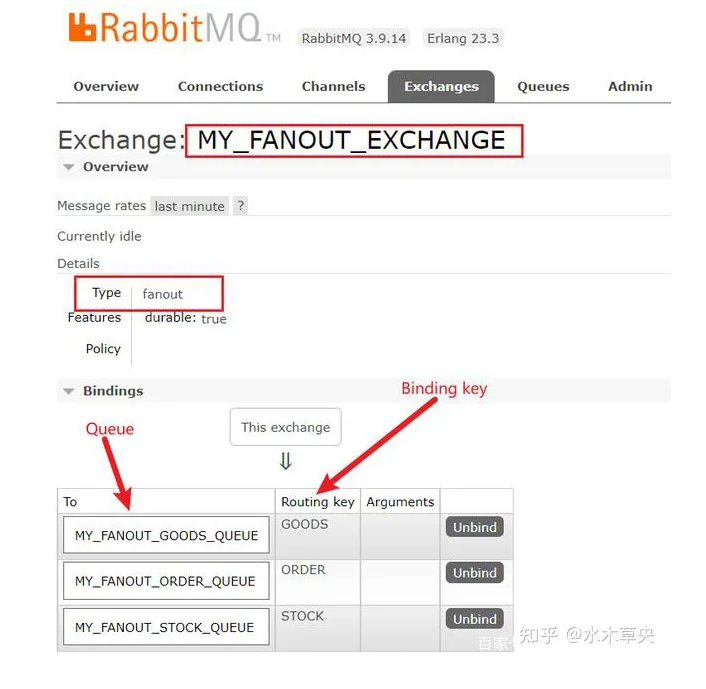 RabbitMQ TM RabbitMQ 3.9.14 Erlang 23.3
Overview Connections Channels Exchanges Queues Admin
Exchange: MY_FANOUT_EXCHANGE
Overview
Message rates last minute ?
Currently idle
Details
Type fanout
Features durable: true
Policy
Bindings
Binding key
Queue
This exchange
⇓
To Routing key Arguments
MY_FANOUT_GOODS_QUEUE GOODS Unbind
MY_FANOUT_ORDER_QUEUE ORDER Unbind
MY_FANOUT_STOCK_QUEUE STOCK Unbind
百家
知乎 @水木草央